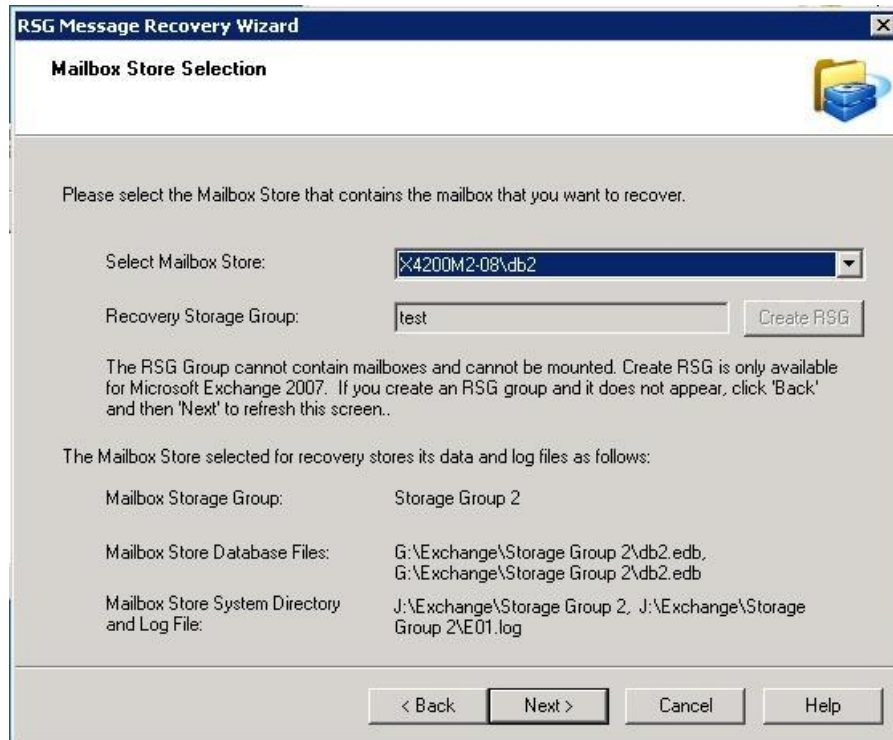 RSG Message Recovery Wizard
Mailbox Store Selection
Please select the Mailbox Store that contains the mailbox that you want to recover.
Select Mailbox Store: X4200M2-08\db2
Recovery Storage Group: test Create RSG
The RSG Group cannot contain mailboxes and cannot be mounted. Create RSG is only available
for Microsoft Exchange 2007. If you create an RSG group and it does not appear, click 'Back'
and then 'Next' to refresh this screen..
The Mailbox Store selected for recovery stores its data and log files as follows:
Mailbox Storage Group: Storage Group 2
Mailbox Store Database Files: G:\Exchange\Storage Group 2\db2.edb,
G:\Exchange\Storage Group 2\db2.edb
Mailbox Store System Directory J:\Exchange\Storage Group 2, J:\Exchange\Storage
and Log File: Group 2\E01.log
< Back Next > Cancel Help